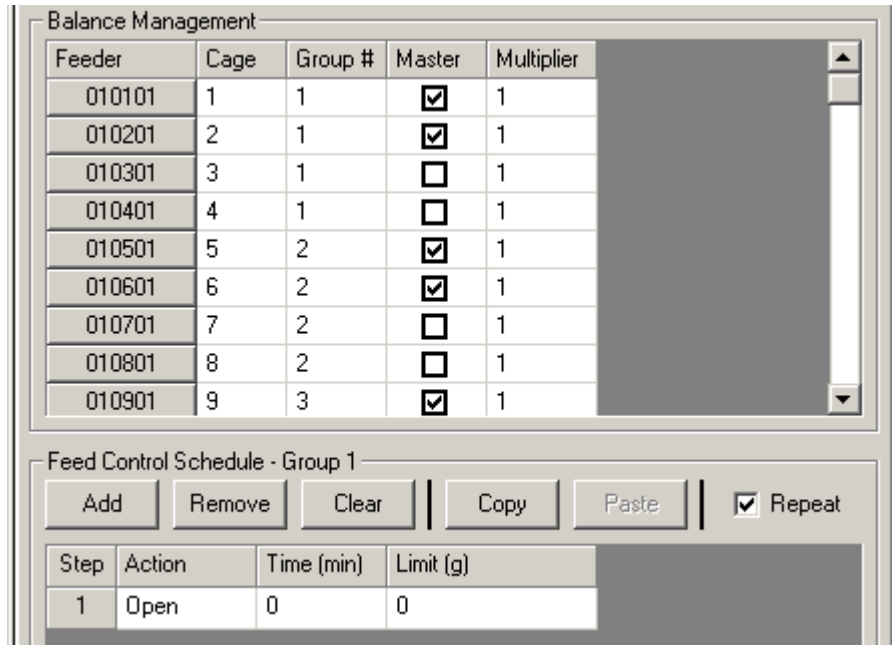 Balance Management
Feeder Cage Group # Master Multiplier
010101 1 1 1
010201 2 1 1
010301 3 1 1
010401 4 1 1
010501 5 2 1
010601 6 2 1
010701 7 2 1
010801 8 2 1
010901 9 3 1
Feed Control Schedule - Group 1
Add Remove Clear Copy Paste Repeat
Step Action Time (min) Limit (g)
1 Open 0 0